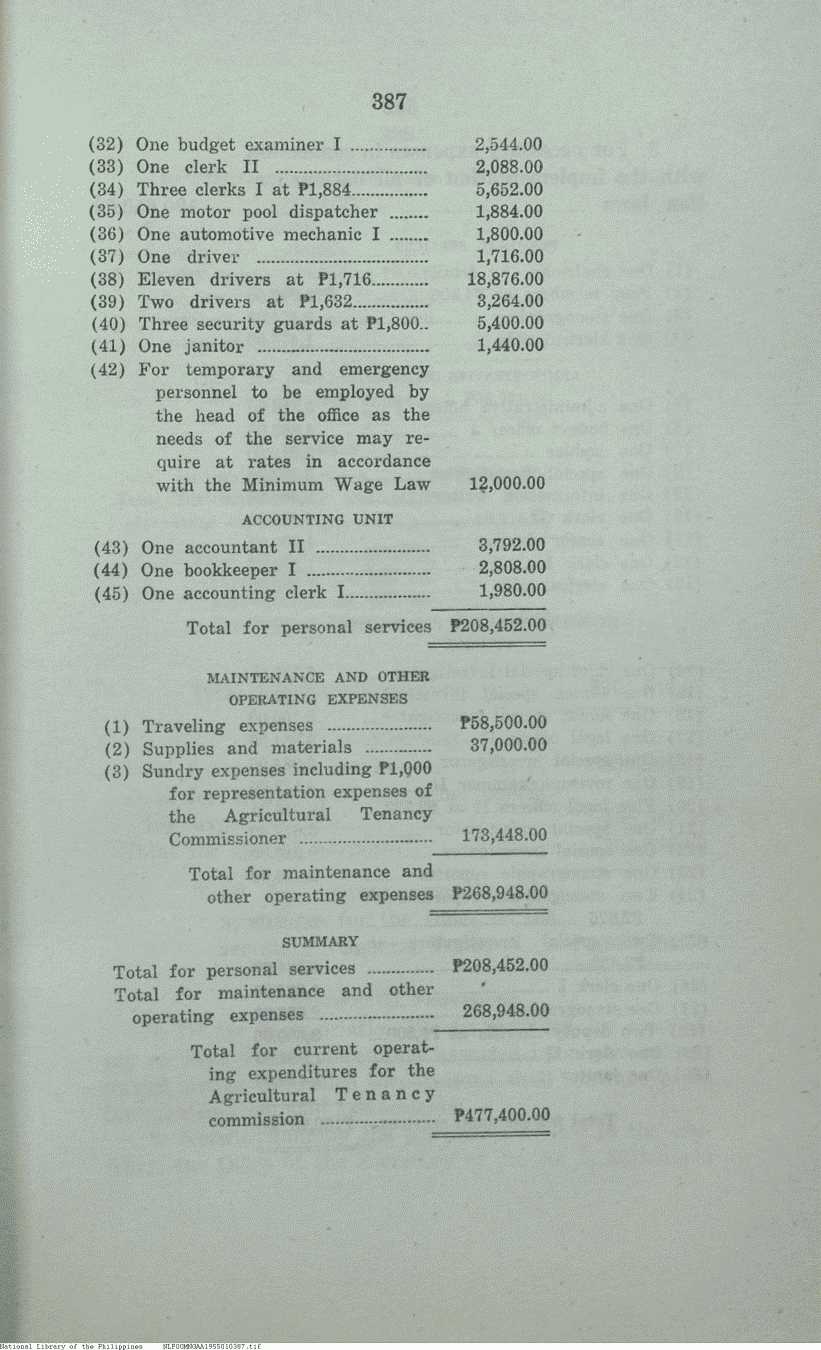 387
(32) One budget examiner I ................ 2,544.00
(33) One clerk II ................................ 2,088.00
(34) Three clerks I at ₱1,884................ 5,652.00
(35) One motor pool dispatcher ........ 1,884.00
(36) One automotive mechanic I ........ 1,800.00
(37) One driver .................................... 1,716.00
(38) Eleven drivers at ₱1,716............ 18,876.00
(39) Two drivers at ₱1,632................ 3,264.00
(40) Three security guards at ₱1,800.. 5,400.00
(41) One janitor .................................... 1,440.00
(42) For temporary and emergency
personnel to be employed by
the head of the office as the
needs of the service may re-
quire at rates in accordance
with the Minimum Wage Law 12,000.00
ACCOUNTING UNIT
(43) One accountant II ........................ 3,792.00
(44) One bookkeeper I .......................... 2,808.00
(45) One accounting clerk I.................. 1,980.00
Total for personal services ₱208,452.00
MAINTENANCE AND OTHER
OPERATING EXPENSES
(1) Traveling expenses ...................... ₱58,500.00
(2) Supplies and materials .............. 37,000.00
(3) Sundry expenses including ₱1,000
for representation expenses of
the Agricultural Tenancy
Commissioner ............................ 173,448.00
Total for maintenance and
other operating expenses ₱268,948.00
SUMMARY
Total for personal services .............. ₱208,452.00
Total for maintenance and other
operating expenses ........................ 268,948.00
Total for current operat-
ing expenditures for the
Agricultural Tenancy
commission ........................ ₱477,400.00
National Library of the Philippines NLPOGMNGAA1955010387.tif